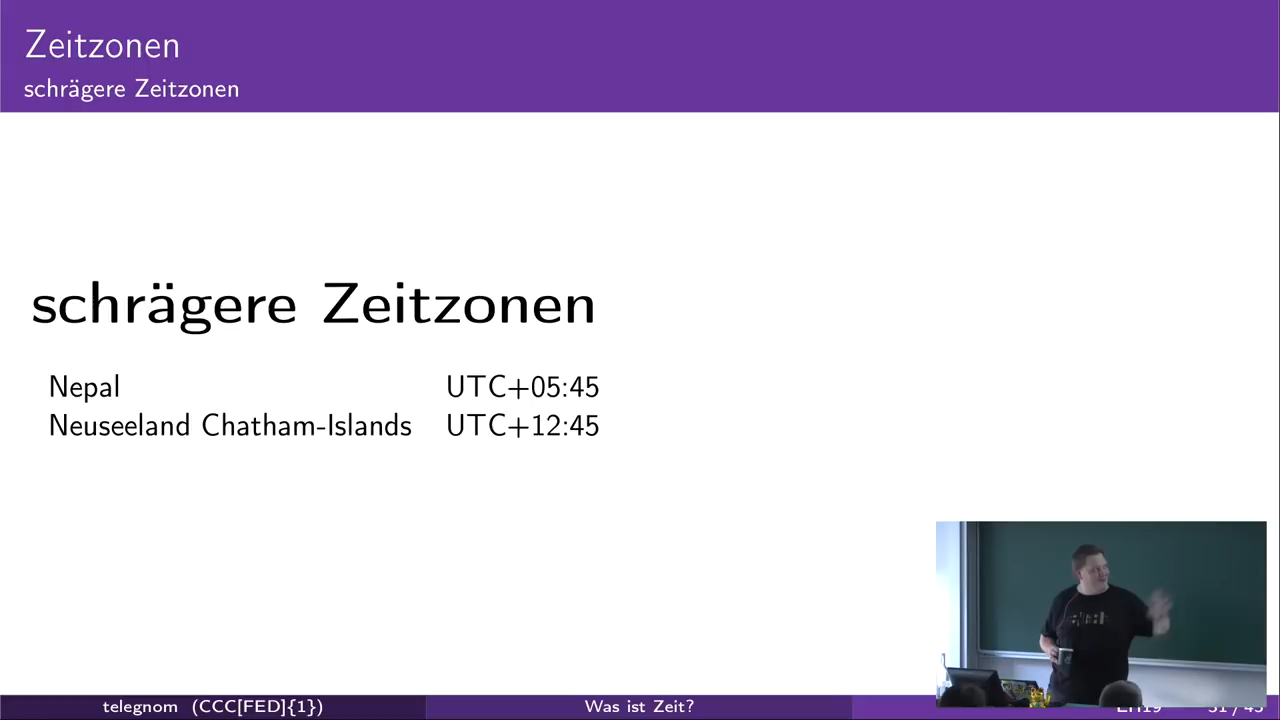 Zeitzonen
schrägere Zeitzonen
schrägere Zeitzonen
Nepal UTC+05:45
Neuseeland Chatham-Islands UTC+12:45
telegnom (CCC[FED]{1}) Was ist Zeit?